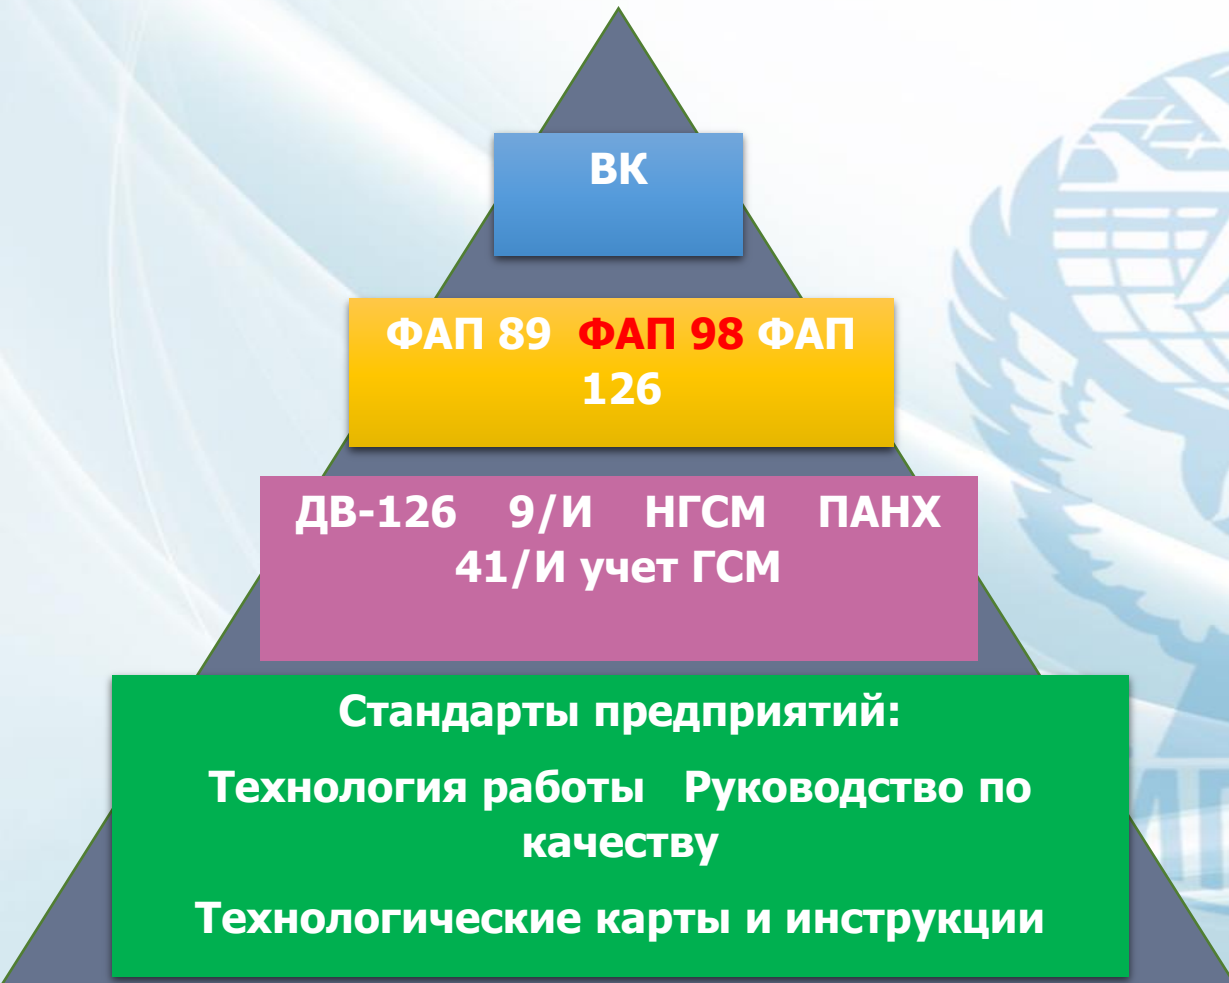 ВК
ФАП 89 ФАП 98 ФАП
126
ДВ-126 9/И НГСМ ПАНХ
41/И учет ГСМ
Стандарты предприятий:
Технология работы Руководство по
качеству
Технологические карты и инструкции